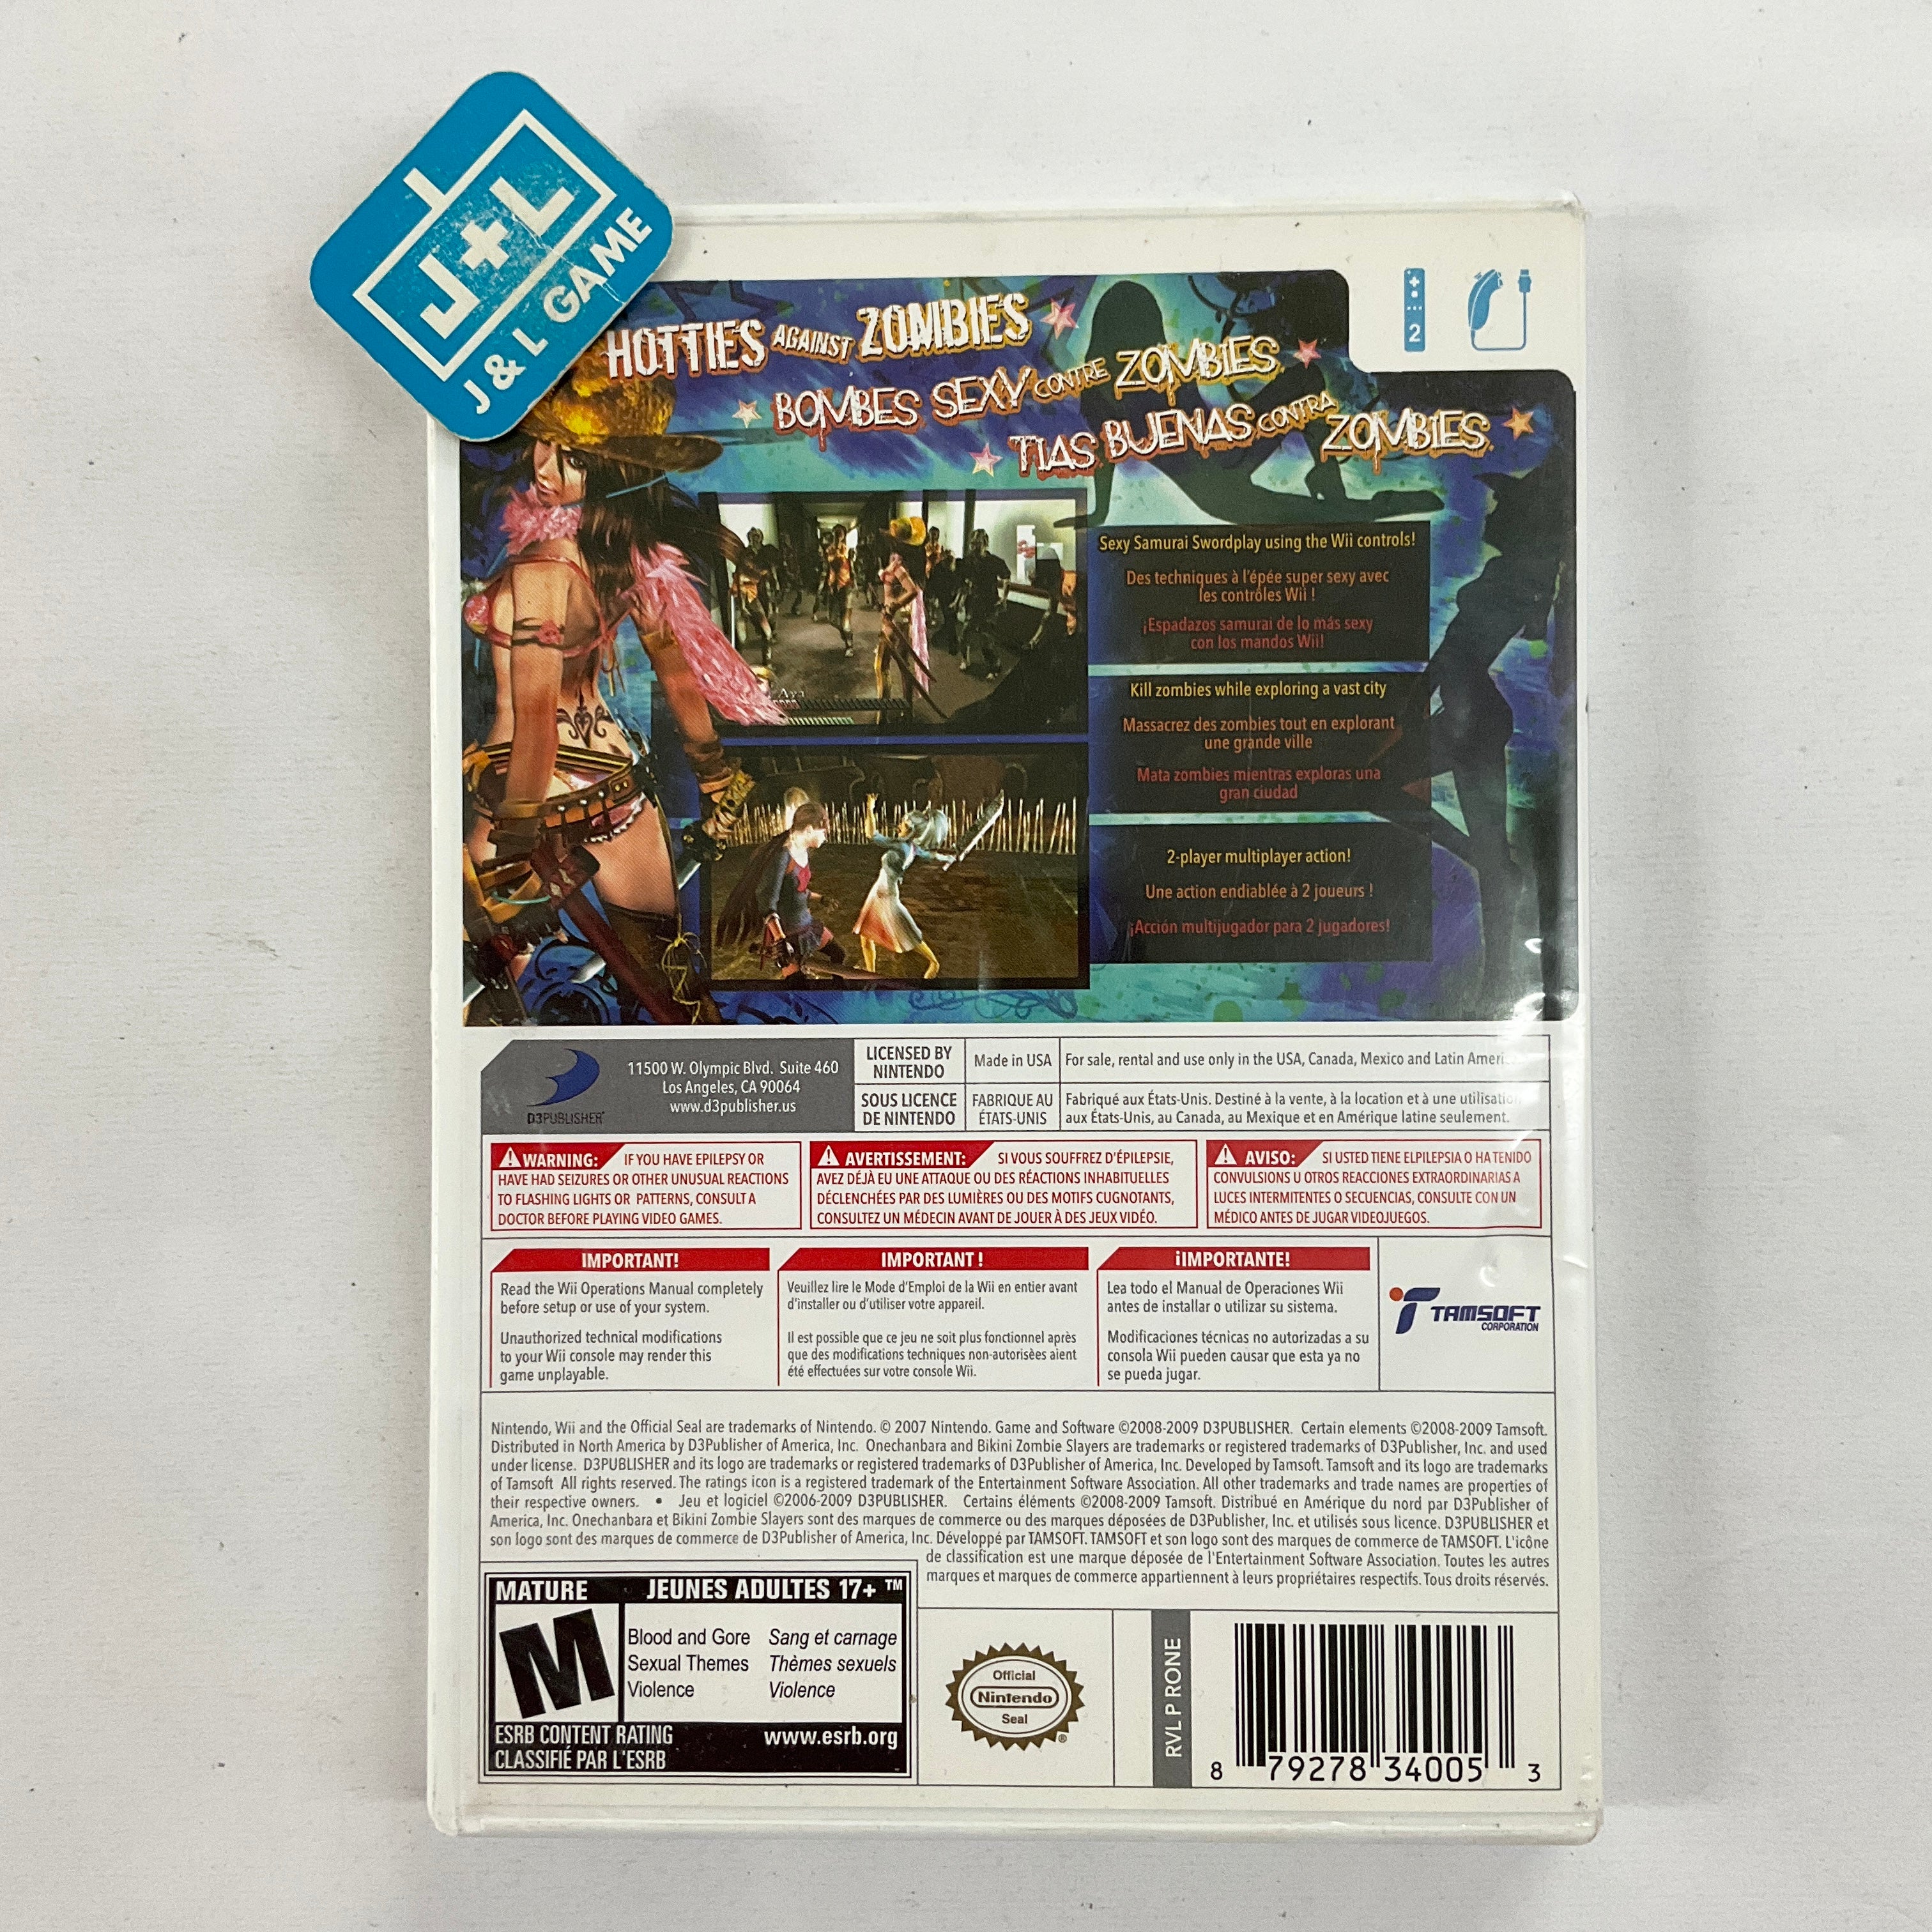 J+L
J & L GAME
HOTTIES AGAINST ZOMBIES
BOMBES SEXY CONTRE ZOMBIES
TIAS BUENAS CONTRA ZOMBIES
2
Sexy Samurai Swordplay using the Wii controls!
Des techniques à l'épée super sexy avec
les contrôles Wii !
¡Espadazos samurai de lo más sexy
con los mandos Wii!
Aya
Kill zombies while exploring a vast city
Massacrez des zombies tout en explorant
une grande ville
Mata zombies mientras exploras una
gran ciudad
2-player multiplayer action!
Une action endiablée à 2 joueurs !
¡Acción multijugador para 2 jugadores!
D3PUBLISHER
11500 W. Olympic Blvd. Suite 460
Los Angeles, CA 90064
www.d3publisher.us
LICENSED BY
NINTENDO
Made in USA
For sale, rental and use only in the USA, Canada, Mexico and Latin
SOUS LICENCE
DE NINTENDO
FABRIQUÉ AU
ÉTATS-UNIS
Fabriqué aux États-Unis. Destiné à la vente, à la location et à une utilisation
aux États-Unis, au Canada, au Mexique et en Amérique latine seulement.
WARNING: IF YOU HAVE EPILEPSY OR
HAVE HAD SEIZURES OR OTHER UNUSUAL REACTIONS
TO FLASHING LIGHTS OR PATTERNS, CONSULT A
DOCTOR BEFORE PLAYING VIDEO GAMES.
AVERTISSEMENT: SI VOUS SOUFFREZ D'ÉPILEPSIE,
AVEZ DÉJÀ EU UNE ATTAQUE OU DES RÉACTIONS INHABITUELLES
DÉCLENCHÉES PAR DES LUMIÈRES OU DES MOTIFS CUGNOTANTS,
CONSULTEZ UN MÉDECIN AVANT DE JOUER À DES JEUX VIDÉO.
AVISO: SI USTED TIENE ELPILEPSIA O HA TENIDO
CONVULSIONS U OTROS REACCIONES EXTRAORDINARIAS A
LUCES INTERMITENTES O SECUENCIAS, CONSULTE CON UN
MÉDICO ANTES DE JUGAR VIDEOJUEGOS.
IMPORTANT!
Read the Wii Operations Manual completely
before setup or use of your system.
Unauthorized technical modifications
to your Wii console may render this
game unplayable.
IMPORTANT !
Veuillez lire le Mode d'Emploi de la Wii en entier avant
d'installer ou d'utiliser votre appareil.
Il est possible que ce jeu ne soit plus fonctionnel après
que des modifications techniques non-autorisèes aient
été effectuées sur votre console Wii.
¡IMPORTANTE!
Lea todo el Manual de Operaciones Wii
antes de installar o utilizar su sistema.
Modificaciones técnicas no autorizadas a su
consola Wii pueden causar que esta ya no
se pueda jugar.
TAMSOFT
CORPORATION
Nintendo, Wii and the Official Seal are trademarks of Nintendo. © 2007 Nintendo. Game and Software ©2008-2009 D3PUBLISHER. Certain elements ©2008-2009 Tamsoft.
Distributed in North America by D3Publisher of America, Inc. Onechanbara and Bikini Zombie Slayers are trademarks or registered trademarks of D3Publisher, Inc. and used
under license. D3PUBLISHER and its logo are trademarks or registered trademarks of D3Publisher of America, Inc. Developed by Tamsoft. Tamsoft and its logo are trademarks
of Tamsoft All rights reserved. The ratings icon is a registered trademark of the Entertainment Software Association. All other trademarks and trade names are properties of
their respective owners. • Jeu et logiciel ©2006-2009 D3PUBLISHER. Certains éléments ©2008-2009 Tamsoft. Distribué en Amérique du nord par D3Publisher of
America, Inc. Onechanbara et Bikini Zombie Slayers sont des marques de commerce ou des marques déposées de D3Publisher, Inc. et utilisés sous licence. D3PUBLISHER et
son logo sont des marques de commerce de D3Publisher of America, Inc. Développé par TAMSOFT. TAMSOFT et son logo sont des marques de commerce de TAMSOFT. L'icône
de classification est une marque déposée de l'Entertainment Software Association. Toutes les autres
marques et marques de commerce appartiennent à leurs propriétaires respectifs. Tous droits réservés.
MATURE JEUNES ADULTES 17+ ™
M
Blood and Gore Sang et carnage
Sexual Themes Thèmes sexuels
Violence Violence
ESRB CONTENT RATING www.esrb.org
CLASSIFIÉ PAR L'ESRB
Official
Nintendo
Seal
®
RVL P RONE
8 79278 34005 3